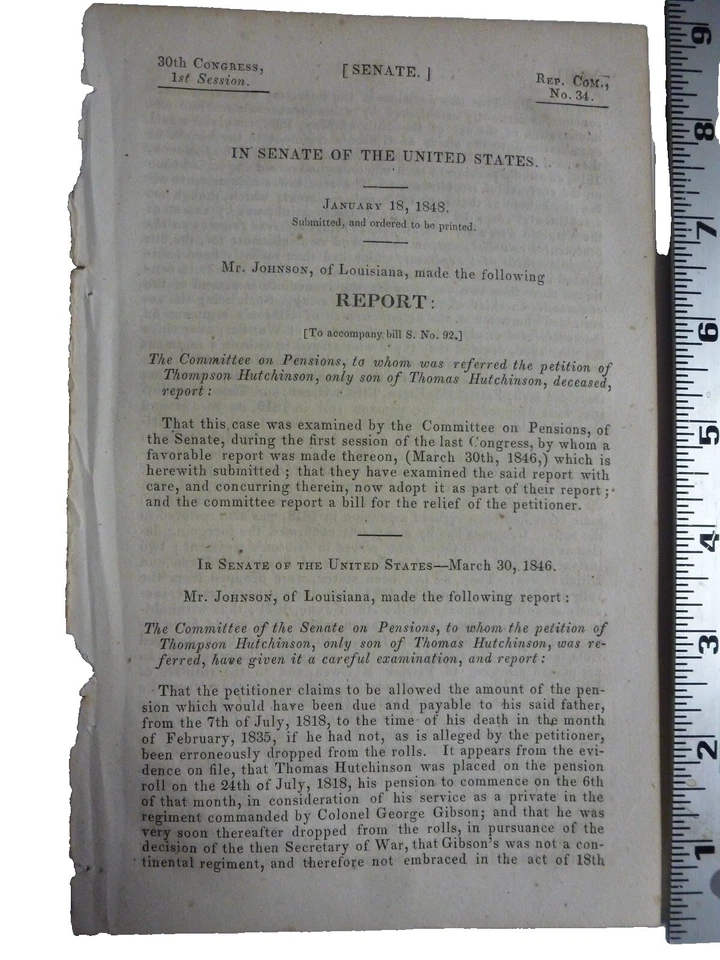 30th CONGRESS,
1st Session.
[ SENATE. ]
REP. COM.,
No. 34.
IN SENATE OF THE UNITED STATES.
JANUARY 18, 1848.
Submitted, and ordered to be printed.
Mr. JOHNSON, of Louisiana, made the following
REPORT:
[To accompany bill S. No. 92.]
The Committee on Pensions, to whom was referred the petition of
Thompson Hutchinson, only son of Thomas Hutchinson, deceased,
report:
That this case was examined by the Committee on Pensions, of
the Senate, during the first session of the last Congress, by whom a
favorable report was made thereon, (March 30th, 1846,) which is
herewith submitted ; that they have examined the said report with
care, and concurring therein, now adopt it as part of their report ;
and the committee report a bill for the relief of the petitioner.
IR SENATE OF THE UNITED STATES—March 30, 1846.
Mr. JOHNSON, of Louisiana, made the following report :
The Committee of the Senate on Pensions, to whom the petition of
Thompson Hutchinson, only son of Thomas Hutchinson, was re-
ferred, have given it a careful examination, and report:
That the petitioner claims to be allowed the amount of the pen-
sion which would have been due and payable to his said father,
from the 7th of July, 1818, to the time of his death in the month
of February, 1835, if he had not, as is alleged by the petitioner,
been erroneously dropped from the rolls. It appears from the evi-
dence on file, that Thomas Hutchinson was placed on the pension
roll on the 24th of July, 1818, his pension to commence on the 6th
of that month, in consideration of his service as a private in the
regiment commanded by Colonel George Gibson; and that he was
very soon thereafter dropped from the rolls, in pursuance of the
decision of the then Secretary of War, that Gibson's was not a con-
tinental regiment, and therefore not embraced in the act of 18th
9
8
7
6
5
4
3
2
1